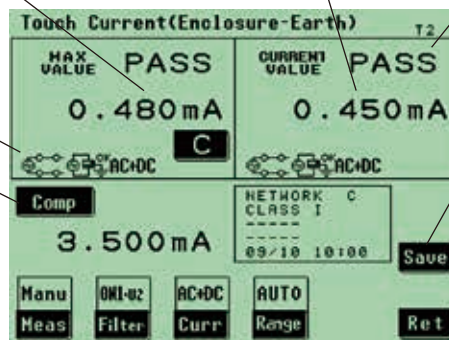 Touch Current(Enclosure-Earth)
T2
MAX VALUE PASS
0.480mA
C
AC+DC
CURRENT VALUE PASS
0.450mA
AC+DC
Comp
3.500mA
NETWORK C
CLASS I
-----
-----
09/10 10:00
Save
Manu
Meas
Filter
AC+DC
Curr
AUTO
Range
Ret